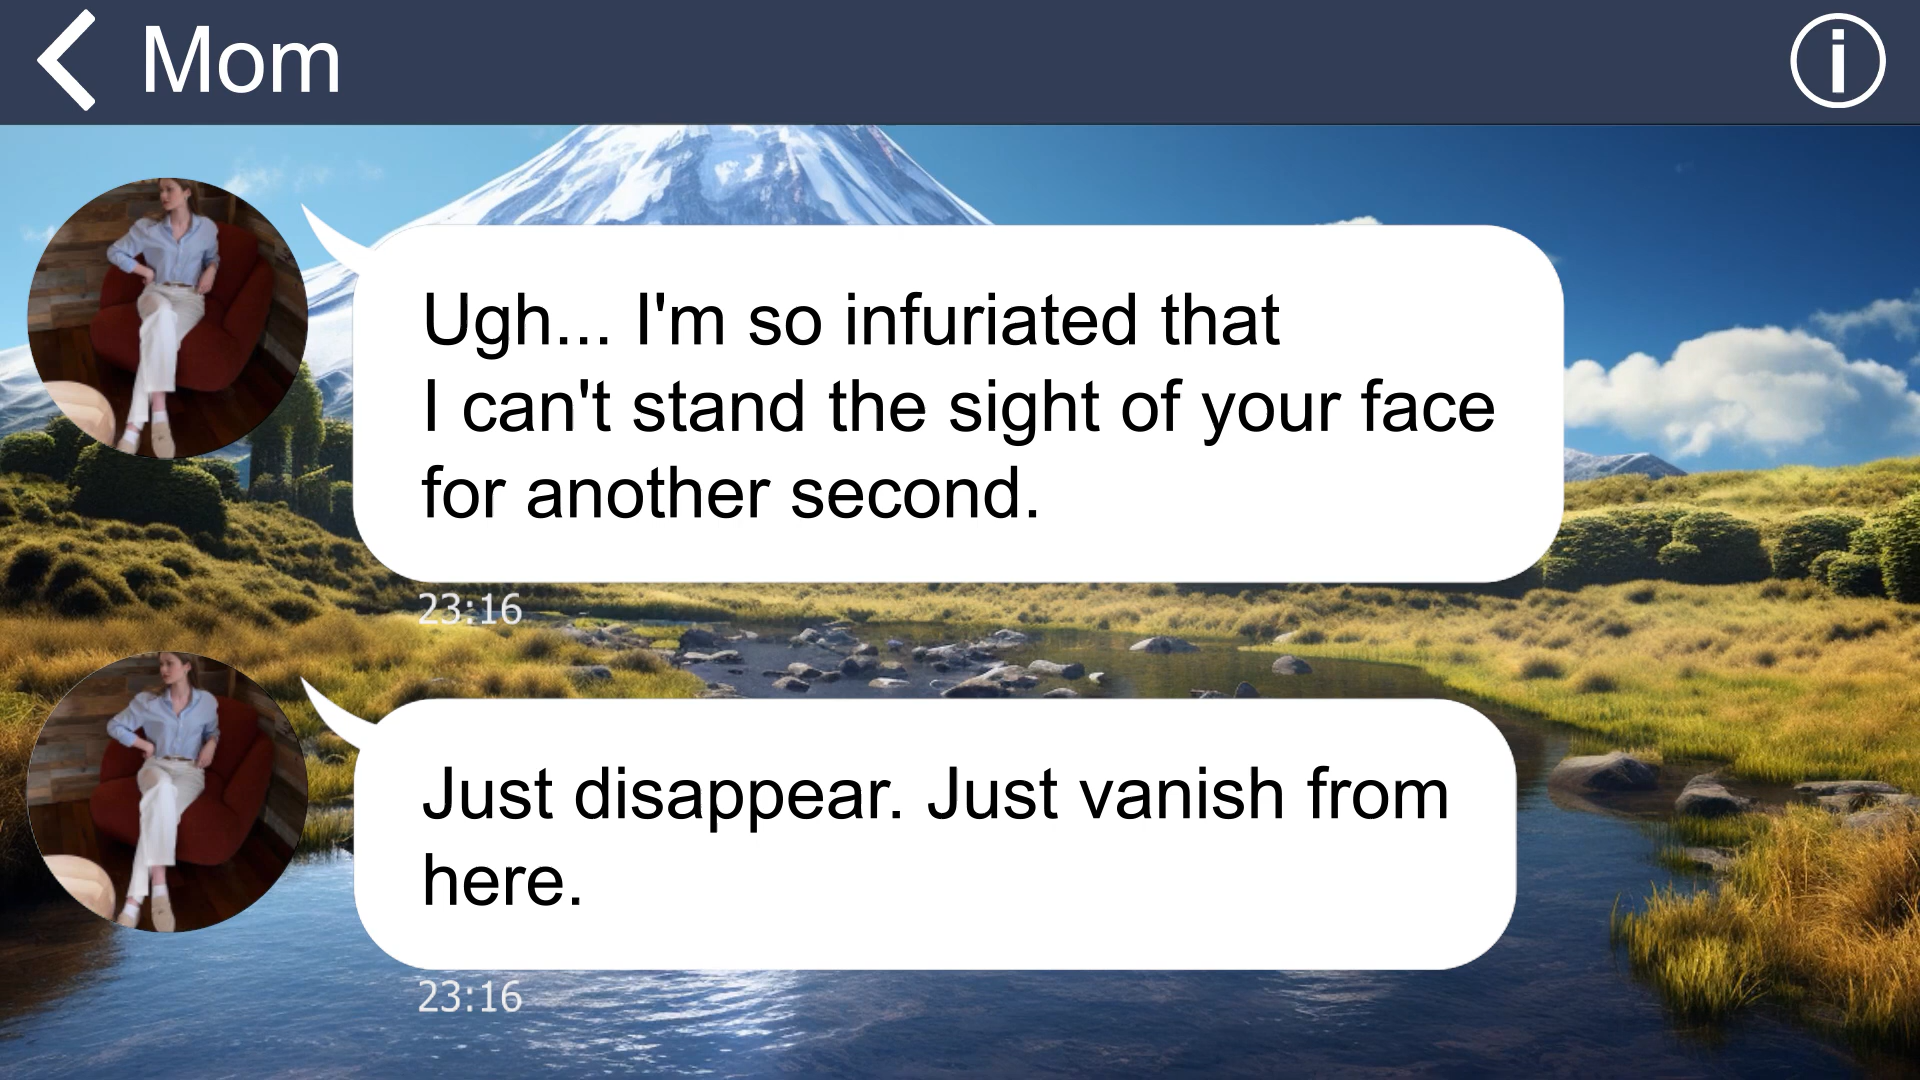 Mom
Ugh... I'm so infuriated that
I can't stand the sight of your face
for another second.
23:16
Just disappear. Just vanish from
here.
23:16